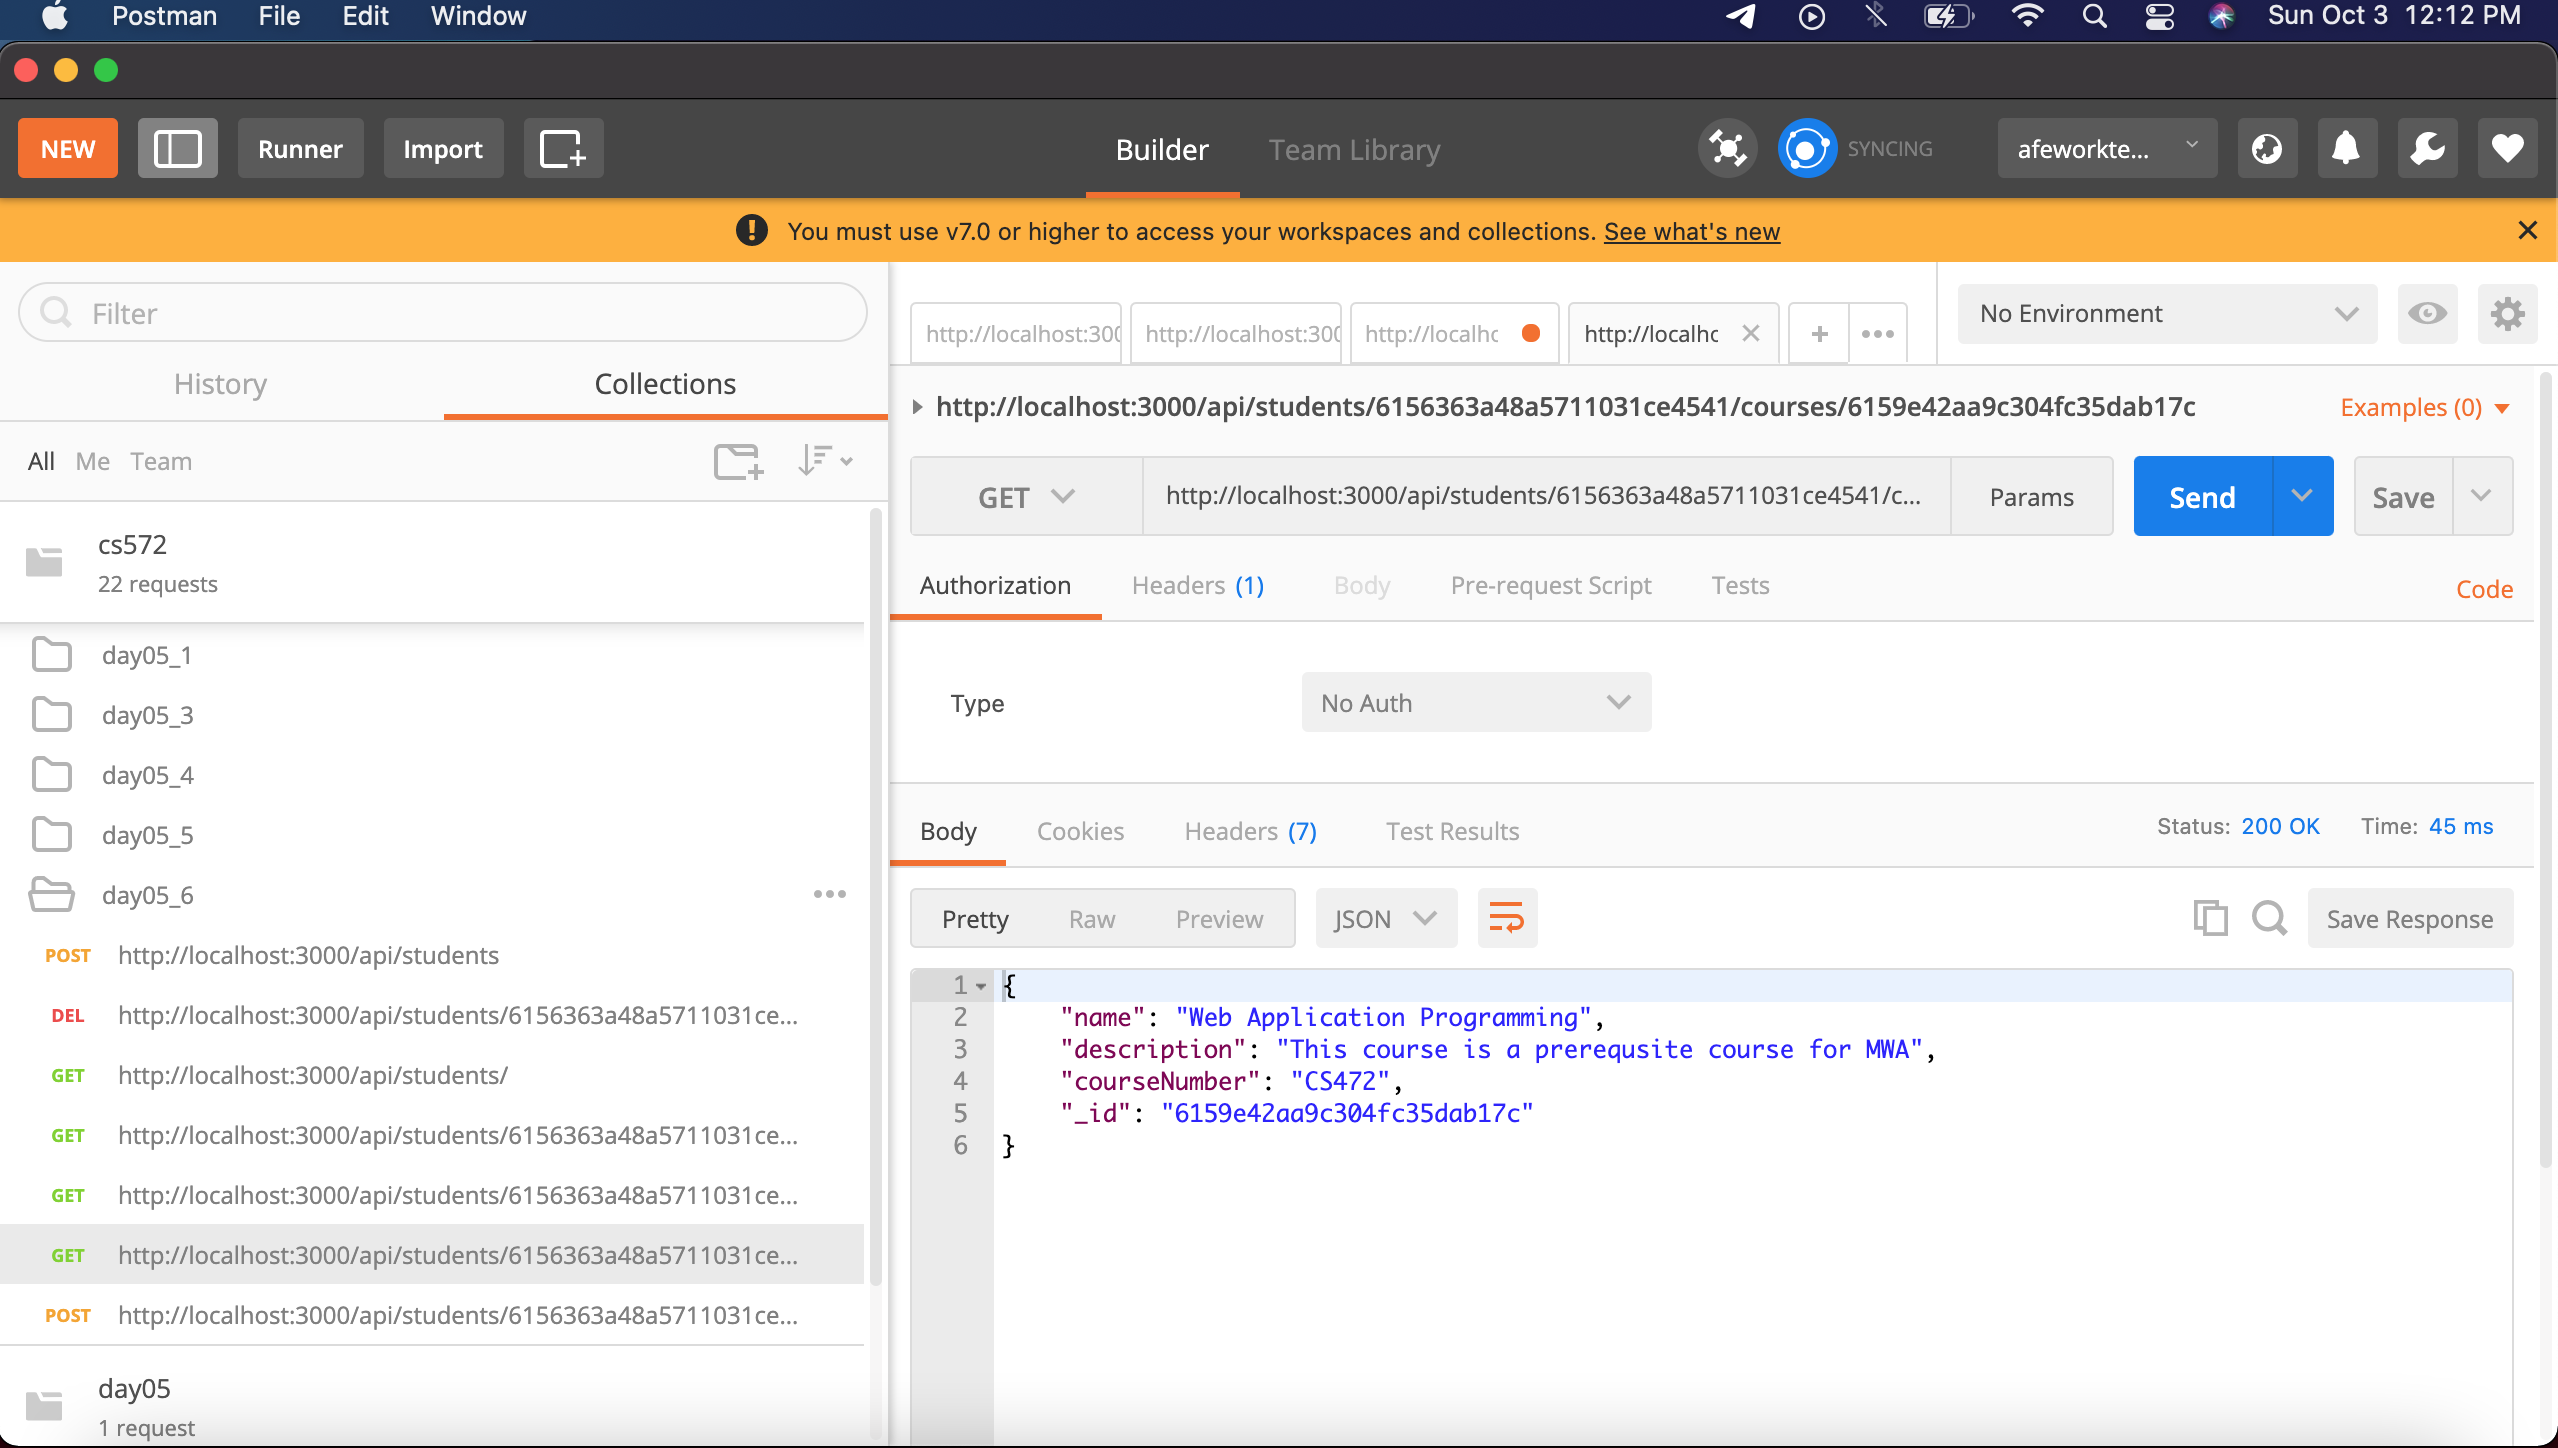 Postman File Edit Window Sun Oct 3 12:12 PM
NEW Runner Import Builder Team Library SYNCING afeworkte...
You must use v7.0 or higher to access your workspaces and collections. See what's new
Filter
http://localhost:300 http://localhost:300 http://localhc http://localhc + No Environment
History Collections
http://localhost:3000/api/students/6156363a48a5711031ce4541/courses/6159e42aa9c304fc35dab17c Examples (0)
All Me Team
GET http://localhost:3000/api/students/6156363a48a5711031ce4541/c... Params Send Save
cs572
22 requests
Authorization Headers (1) Body Pre-request Script Tests Code
day05_1
day05_3
Type No Auth
day05_4
day05_5
Body Cookies Headers (7) Test Results Status: 200 OK Time: 45 ms
day05_6
Pretty Raw Preview JSON Save Response
POST http://localhost:3000/api/students
DEL http://localhost:3000/api/students/6156363a48a5711031ce...
GET http://localhost:3000/api/students/
GET http://localhost:3000/api/students/6156363a48a5711031ce...
GET http://localhost:3000/api/students/6156363a48a5711031ce...
GET http://localhost:3000/api/students/6156363a48a5711031ce...
POST http://localhost:3000/api/students/6156363a48a5711031ce...
day05
1 request
1 {
2 "name": "Web Application Programming",
3 "description": "This course is a prerequsite course for MWA",
4 "courseNumber": "CS472",
5 "_id": "6159e42aa9c304fc35dab17c"
6 }